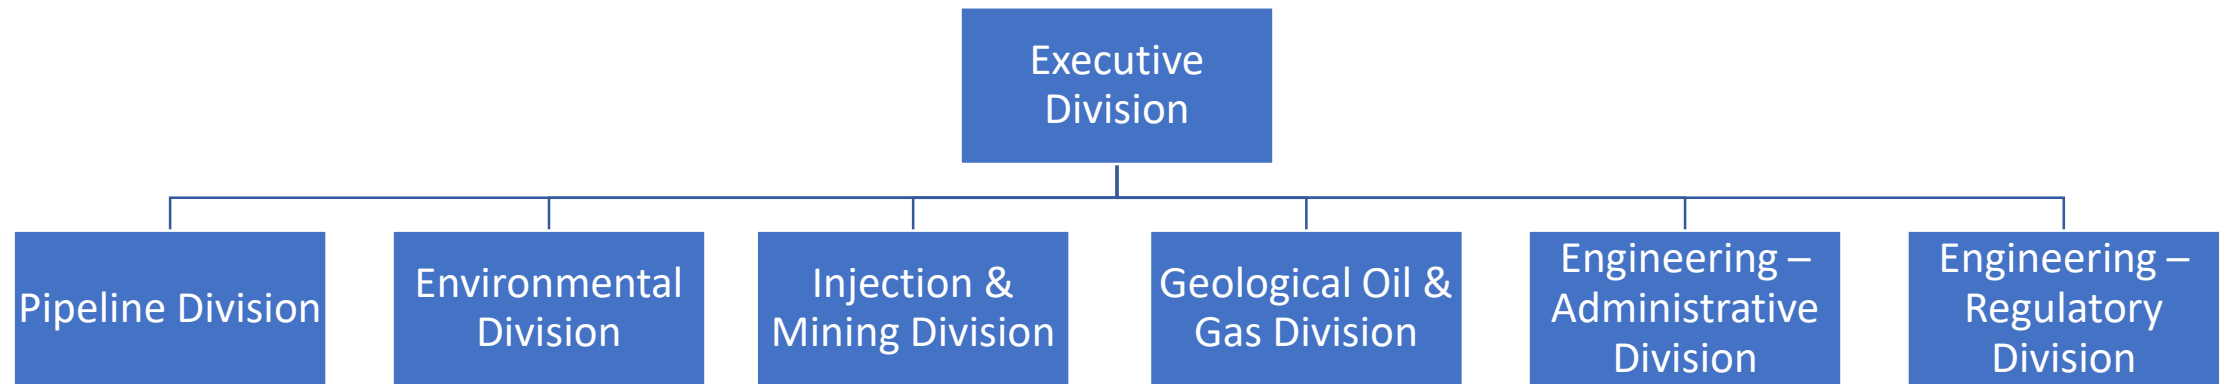 Executive
Division
Pipeline Division
Environmental
Division
Injection &
Mining Division
Geological Oil &
Gas Division
Engineering –
Administrative
Division
Engineering –
Regulatory
Division